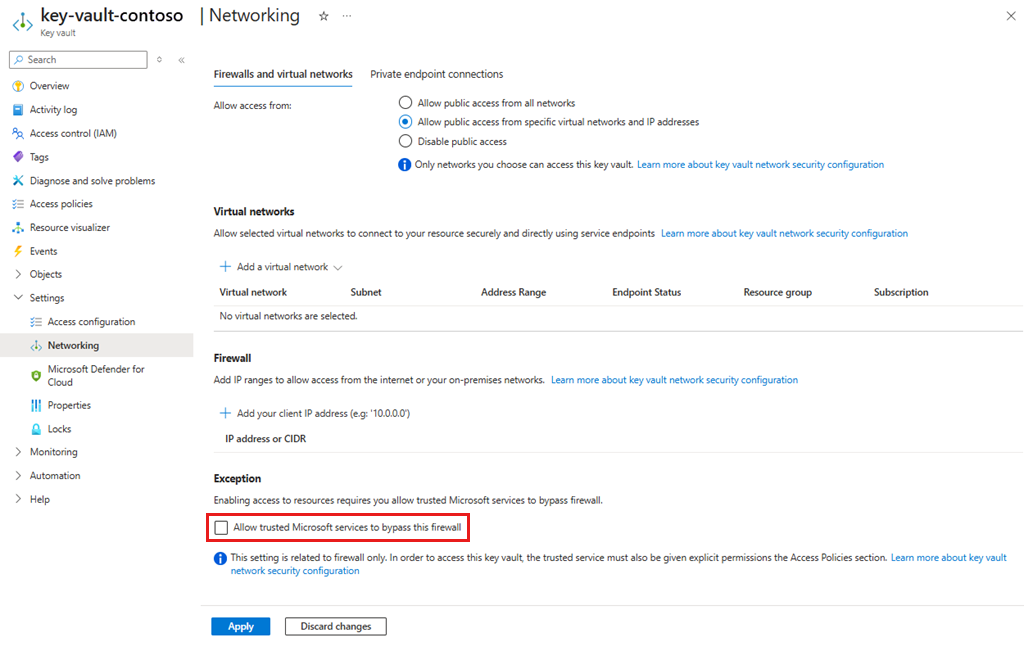 key-vault-contoso | Networking ☆ ...
Key vault
Search
Overview
Activity log
Access control (IAM)
Tags
Diagnose and solve problems
Access policies
Resource visualizer
Events
Objects
Settings
Access configuration
Networking
Microsoft Defender for
Cloud
Properties
Locks
Monitoring
Automation
Help
Firewalls and virtual networks Private endpoint connections
Allow access from:
Allow public access from all networks
Allow public access from specific virtual networks and IP addresses
Disable public access
Only networks you choose can access this key vault. Learn more about key vault network security configuration
Virtual networks
Allow selected virtual networks to connect to your resource securely and directly using service endpoints Learn more about key vault network security configuration
+ Add a virtual network
Virtual network Subnet Address Range Endpoint Status Resource group Subscription
No virtual networks are selected.
Firewall
Add IP ranges to allow access from the internet or your on-premises networks. Learn more about key vault network security configuration
+ Add your client IP address (e.g: '10.0.0.0')
IP address or CIDR
Exception
Enabling access to resources requires you allow trusted Microsoft services to bypass firewall.
Allow trusted Microsoft services to bypass this firewall
This setting is related to firewall only. In order to access this key vault, the trusted service must also be given explicit permissions the Access Policies section. Learn more about key vault
network security configuration
Apply Discard changes